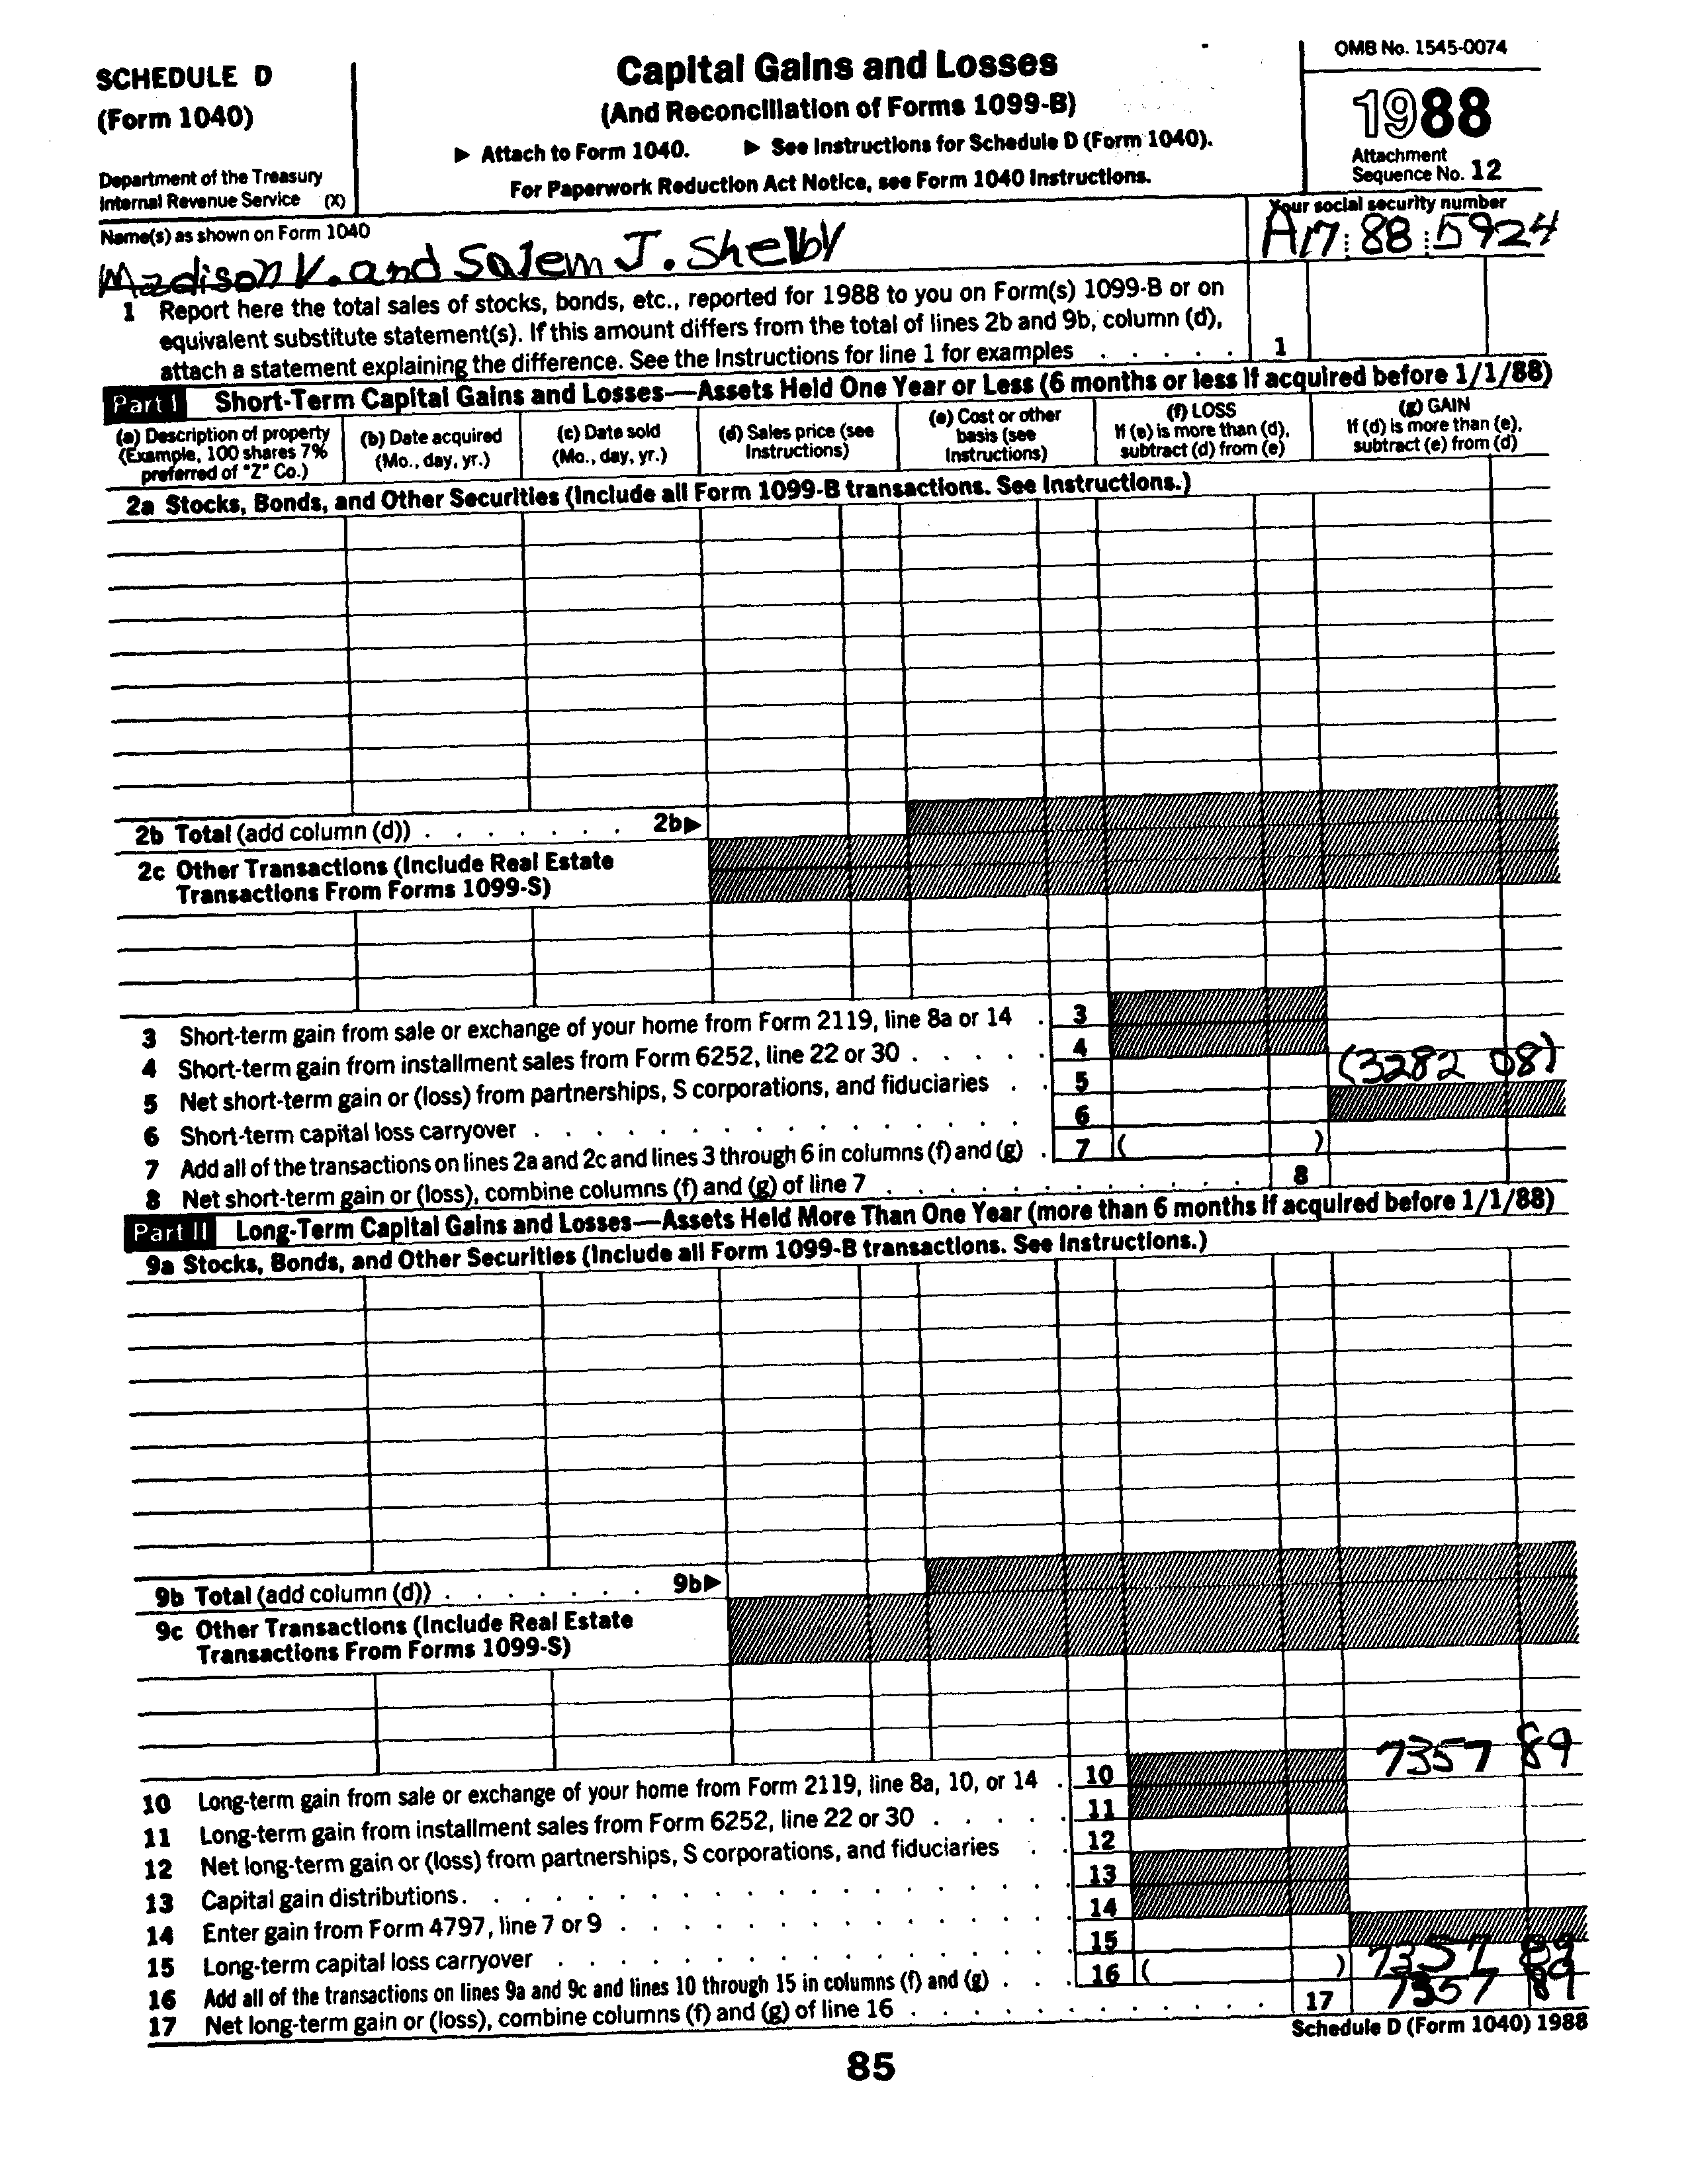 SCHEDULE D
(Form 1040)
Department of the Treasury
Internal Revenue Service (X)
Capital Gains and Losses
(And Reconciliation of Forms 1099-B)
▶ Attach to Form 1040. ▶ See Instructions for Schedule D (Form 1040).
For Paperwork Reduction Act Notice, see Form 1040 Instructions.
OMB No. 1545-0074
1988
Attachment
Sequence No. 12
Name(s) as shown on Form 1040
Madison V. and Salem J. Shelby
Your social security number
A17:88:5924
1 Report here the total sales of stocks, bonds, etc., reported for 1988 to you on Form(s) 1099-B or on
equivalent substitute statement(s). If this amount differs from the total of lines 2b and 9b, column (d),
attach a statement explaining the difference. See the Instructions for line 1 for examples . . . . . 1
Part I Short-Term Capital Gains and Losses—Assets Held One Year or Less (6 months or less if acquired before 1/1/88)
(a) Description of property
(Example, 100 shares 7%
preferred of "Z" Co.)
(b) Date acquired
(Mo., day, yr.)
(c) Date sold
(Mo., day, yr.)
(d) Sales price (see
Instructions)
(e) Cost or other
basis (see
Instructions)
(f) LOSS
If (e) is more than (d),
subtract (d) from (e)
(g) GAIN
If (d) is more than (e),
subtract (e) from (d)
2a Stocks, Bonds, and Other Securities (Include all Form 1099-B transactions. See Instructions.)
2b Total (add column (d)) . . . . . . . 2b▶
2c Other Transactions (Include Real Estate
Transactions From Forms 1099-S)
3 Short-term gain from sale or exchange of your home from Form 2119, line 8a or 14 . 3
4 Short-term gain from installment sales from Form 6252, line 22 or 30 . . . . . 4
5 Net short-term gain or (loss) from partnerships, S corporations, and fiduciaries . . 5 (3282 08)
6 Short-term capital loss carryover . . . . . . . . . . . . . . . . 6
7 Add all of the transactions on lines 2a and 2c and lines 3 through 6 in columns (f) and (g) . 7 ( )
8 Net short-term gain or (loss), combine columns (f) and (g) of line 7 . . . . . . . . . . . . 8
Part II Long-Term Capital Gains and Losses—Assets Held More Than One Year (more than 6 months if acquired before 1/1/88)
9a Stocks, Bonds, and Other Securities (Include all Form 1099-B transactions. See Instructions.)
9b Total (add column (d)) . . . . . . . 9b▶
9c Other Transactions (Include Real Estate
Transactions From Forms 1099-S)
10 Long-term gain from sale or exchange of your home from Form 2119, line 8a, 10, or 14 . 10 7357 89
11 Long-term gain from installment sales from Form 6252, line 22 or 30 . . . . . 11
12 Net long-term gain or (loss) from partnerships, S corporations, and fiduciaries . . 12
13 Capital gain distributions. . . . . . . . . . . . . . . . . . 13
14 Enter gain from Form 4797, line 7 or 9 . . . . . . . . . . . . . 14
15 Long-term capital loss carryover . . . . . . . . . . . . . . . 15
16 Add all of the transactions on lines 9a and 9c and lines 10 through 15 in columns (f) and (g) . . . 16 ( ) 7357 89
17 Net long-term gain or (loss), combine columns (f) and (g) of line 16 . . . . . . . . . . . 17 7357 89
Schedule D (Form 1040) 1988
85